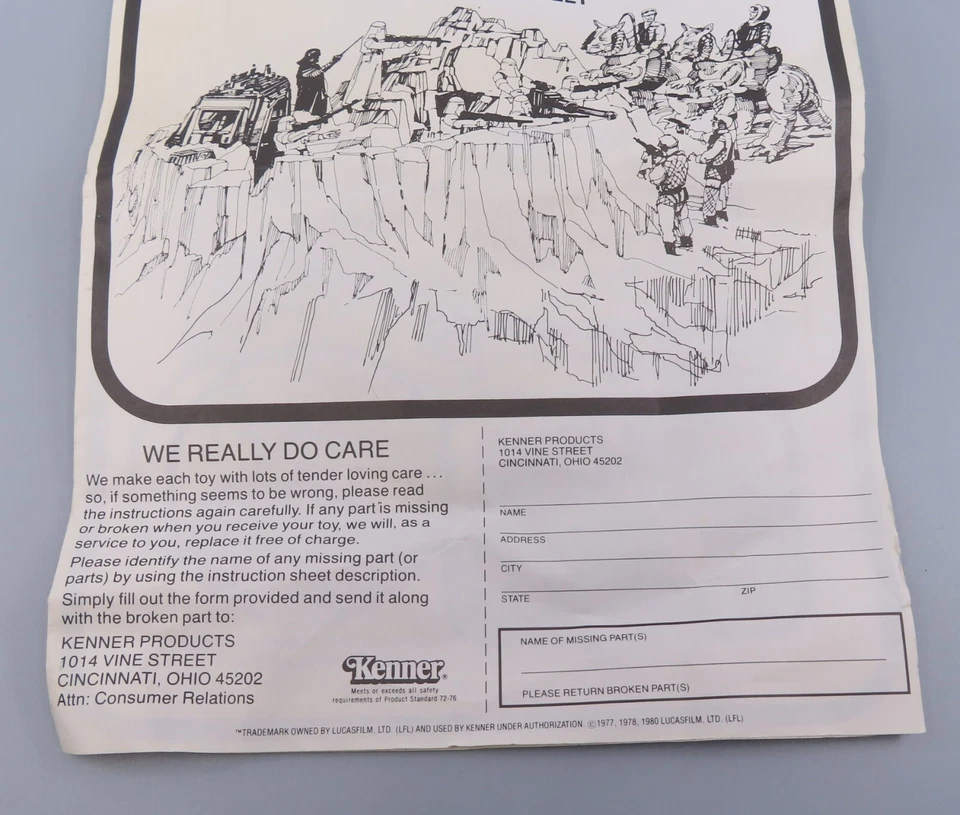 WE REALLY DO CARE
We make each toy with lots of tender loving care ...
so, if something seems to be wrong, please read
the instructions again carefully. If any part is missing
or broken when you receive your toy, we will, as a
service to you, replace it free of charge.
Please identify the name of any missing part (or
parts) by using the instruction sheet description.
Simply fill out the form provided and send it along
with the broken part to:
KENNER PRODUCTS
1014 VINE STREET
CINCINNATI, OHIO 45202
Attn: Consumer Relations
Kenner®
Meets or exceeds all safety
requirements of Product Standard 72-76
KENNER PRODUCTS
1014 VINE STREET
CINCINNATI, OHIO 45202
NAME
ADDRESS
CITY
STATE ZIP
NAME OF MISSING PART(S)
PLEASE RETURN BROKEN PART(S)
™TRADEMARK OWNED BY LUCASFILM, LTD. (LFL) AND USED BY KENNER UNDER AUTHORIZATION. ©1977, 1978, 1980 LUCASFILM, LTD. (LFL)